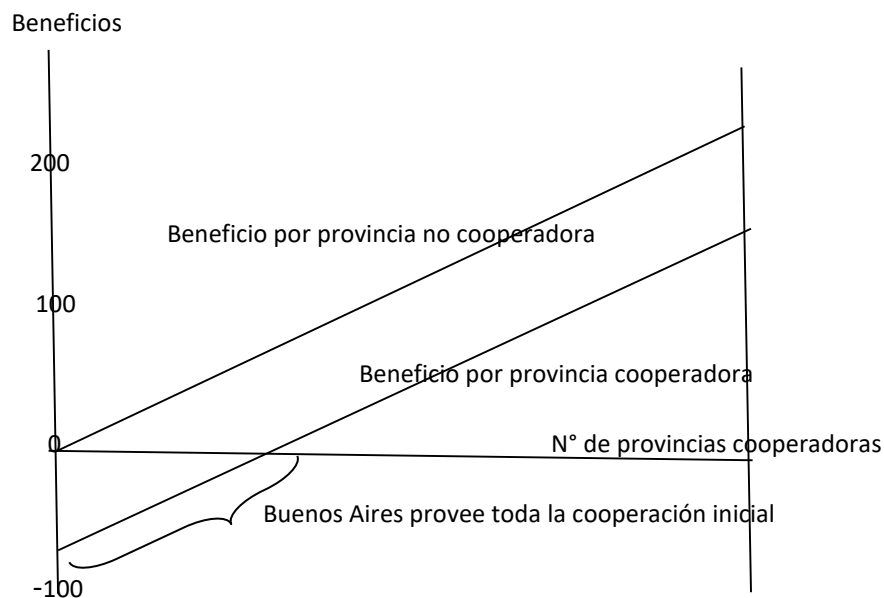 Beneficios
200
Beneficio por provincia no cooperadora
100
Beneficio por provincia cooperadora
0
N° de provincias cooperadoras
Buenos Aires provee toda la cooperación inicial
-100